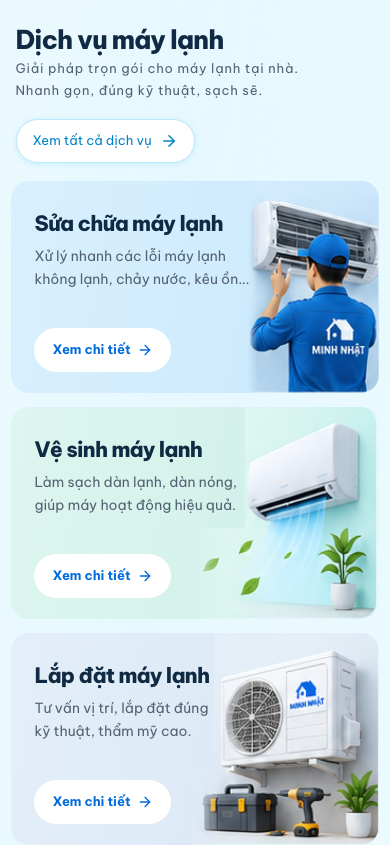 Dịch vụ máy lạnh
Giải pháp trọn gói cho máy lạnh tại nhà.
Nhanh gọn, đúng kỹ thuật, sạch sẽ.
Xem tất cả dịch vụ
Sửa chữa máy lạnh
Xử lý nhanh các lỗi máy lạnh
không lạnh, chảy nước, kêu ồn...
MINH NHẬT
Xem chi tiết
Vệ sinh máy lạnh
Làm sạch dàn lạnh, dàn nóng,
giúp máy hoạt động hiệu quả.
Xem chi tiết
Lắp đặt máy lạnh
MINH NHẬT
Tư vấn vị trí, lắp đặt đúng
kỹ thuật, thẩm mỹ cao.
Xem chi tiết